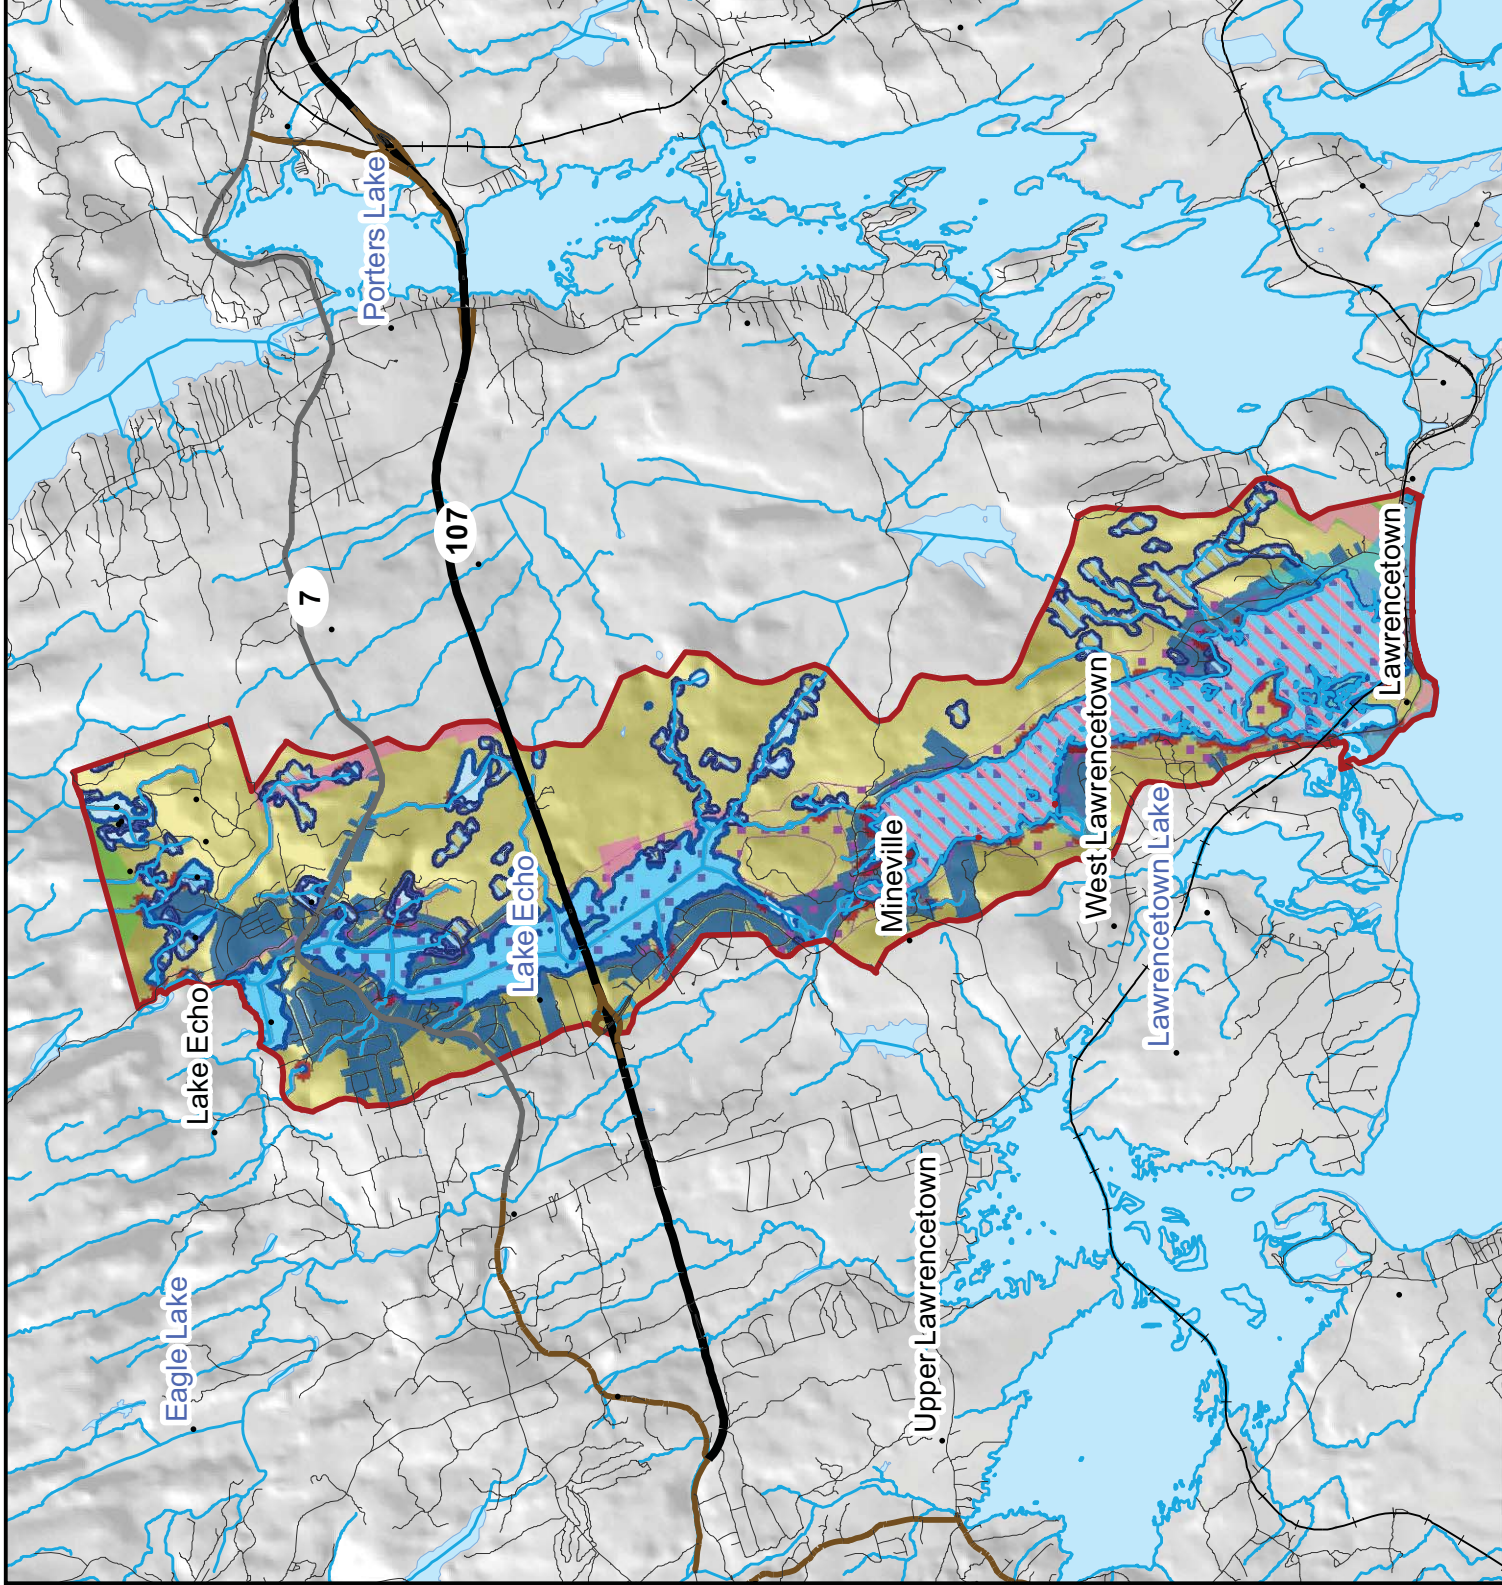 Porters Lake
7
107
Lake Echo
Lake Echo
Eagle Lake
Mineville
West Lawrencetown
Lawrencetown
Lawrencetown Lake
Upper Lawrencetown